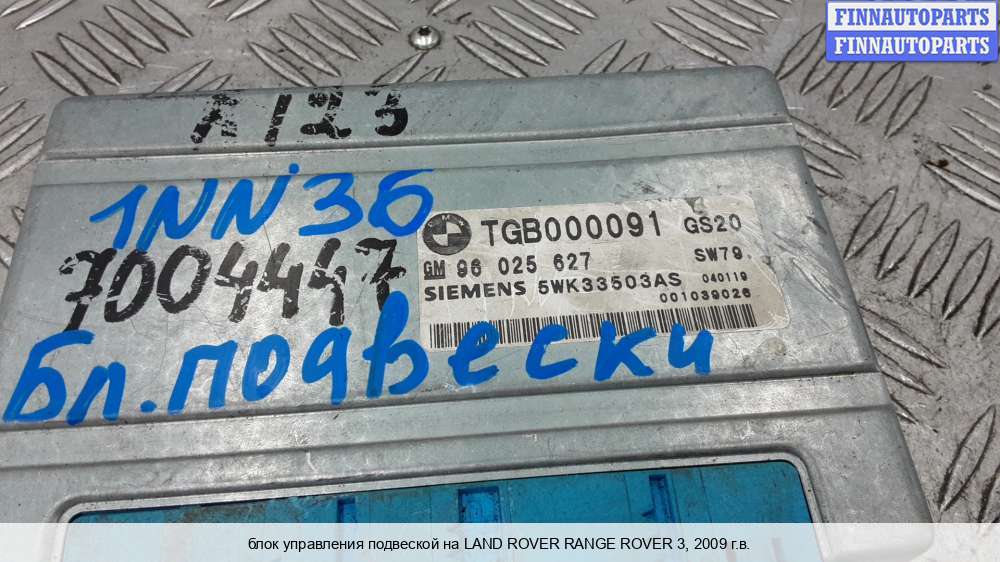 FINNAUTOPARTS
FINNAUTOPARTS
A 123
1NN36
7004447
TGB000091 GS20
GM 96 025 627 SW79.
SIEMENS 5WK33503AS 040119
001039026
Бл. подвески
блок управления подвеской на LAND ROVER RANGE ROVER 3, 2009 г.в.